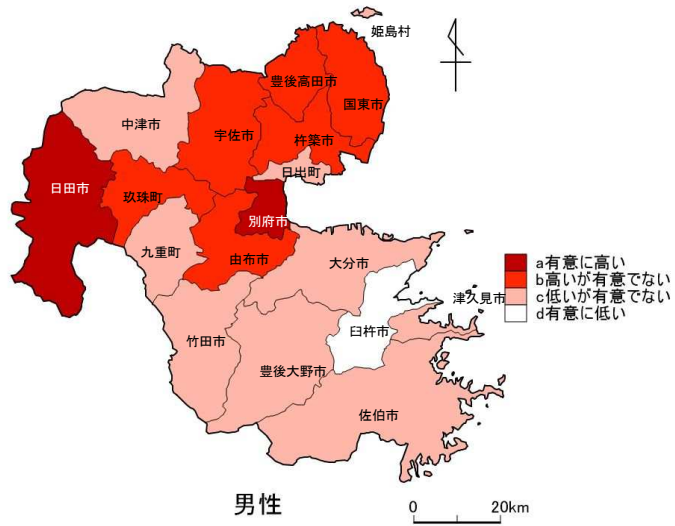 姫島村
豊後高田市
国東市
中津市
宇佐市
杵築市
日出町
日田市
玖珠町
別府市
九重町
由布市
大分市
a有意に高い
b高いが有意でない
c低いが有意でない
d有意に低い
津久見市
臼杵市
竹田市
豊後大野市
佐伯市
男性
0 20km